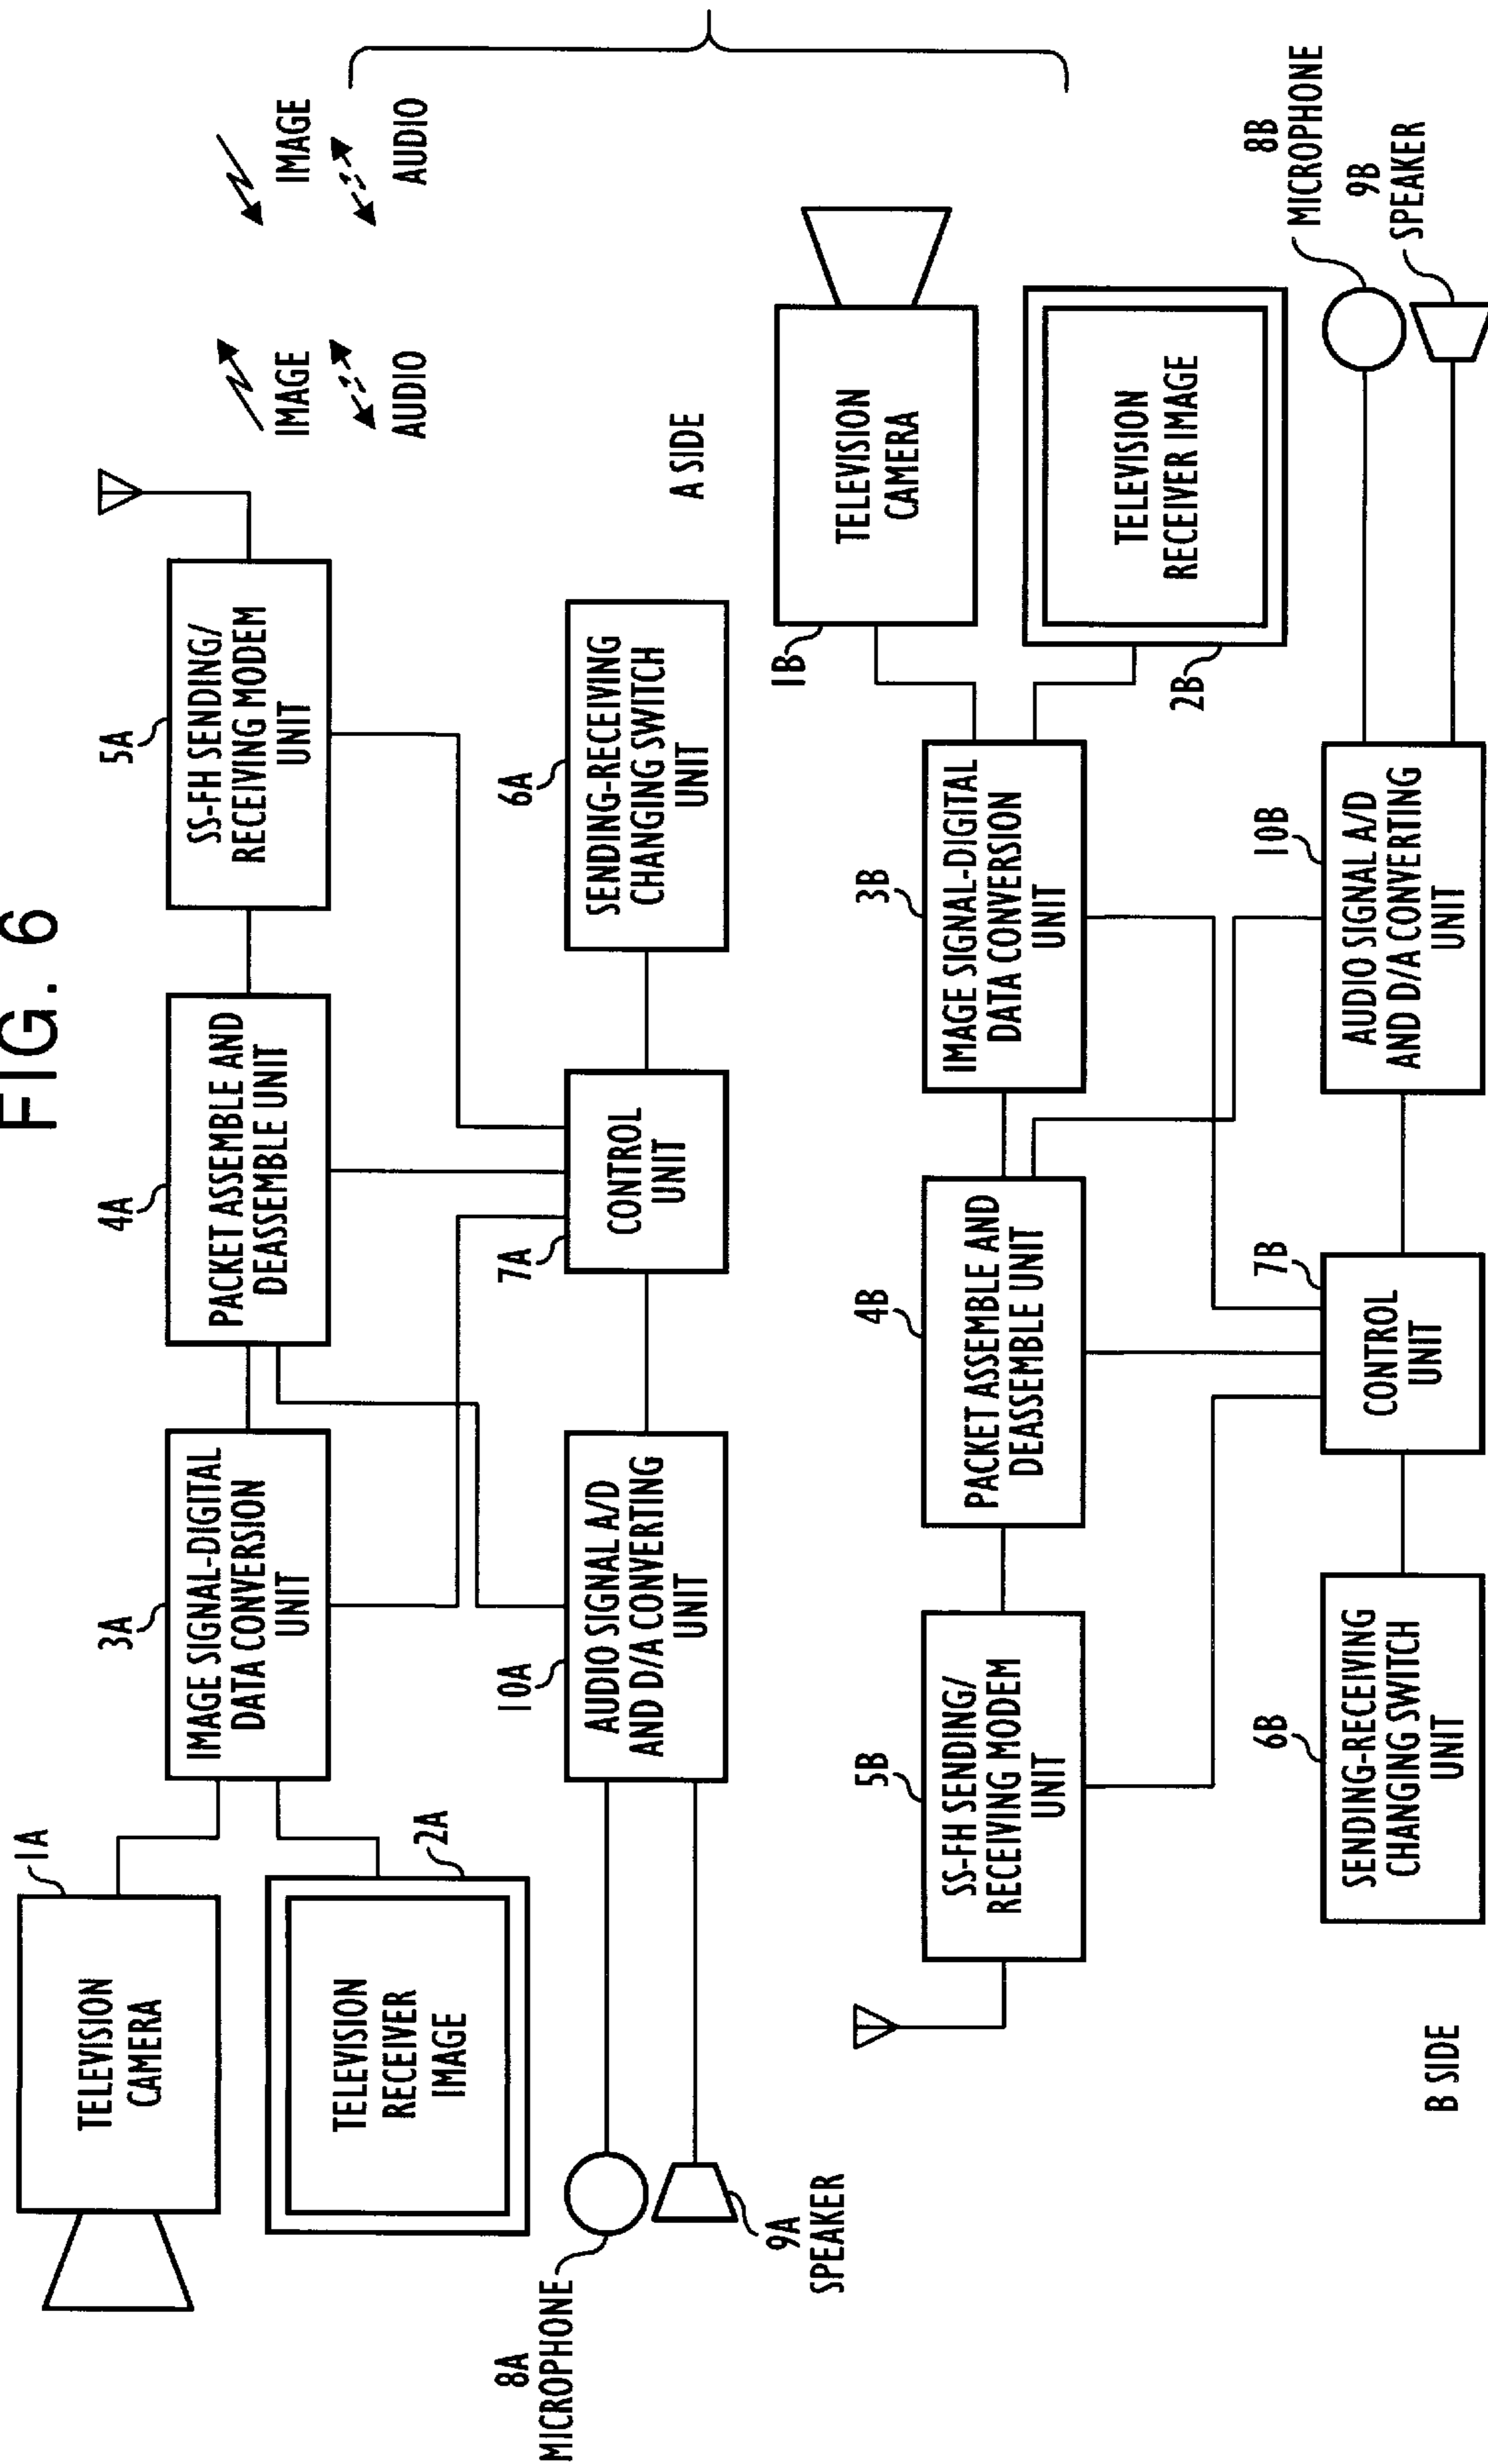 FIG. 6
1A
TELEVISION
CAMERA
TELEVISION
RECEIVER
IMAGE
2A
3A
IMAGE SIGNAL-DIGITAL
DATA CONVERSION
UNIT
4A
PACKET ASSEMBLE AND
DEASSEMBLE UNIT
5A
SS-FH SENDING/
RECEIVING MODEM
UNIT
IMAGE
AUDIO
IMAGE
AUDIO
8A
MICROPHONE
9A
SPEAKER
10A
AUDIO SIGNAL A/D
AND D/A CONVERTING
UNIT
7A
CONTROL
UNIT
6A
SENDING-RECEIVING
CHANGING SWITCH
UNIT
A SIDE
5B
SS-FH SENDING/
RECEIVING MODEM
UNIT
4B
PACKET ASSEMBLE AND
DEASSEMBLE UNIT
3B
IMAGE SIGNAL-DIGITAL
DATA CONVERSION
UNIT
1B
TELEVISION
CAMERA
TELEVISION
RECEIVER IMAGE
2B
6B
SENDING-RECEIVING
CHANGING SWITCH
UNIT
7B
CONTROL
UNIT
10B
AUDIO SIGNAL A/D
AND D/A CONVERTING
UNIT
8B
MICROPHONE
9B
SPEAKER
B SIDE